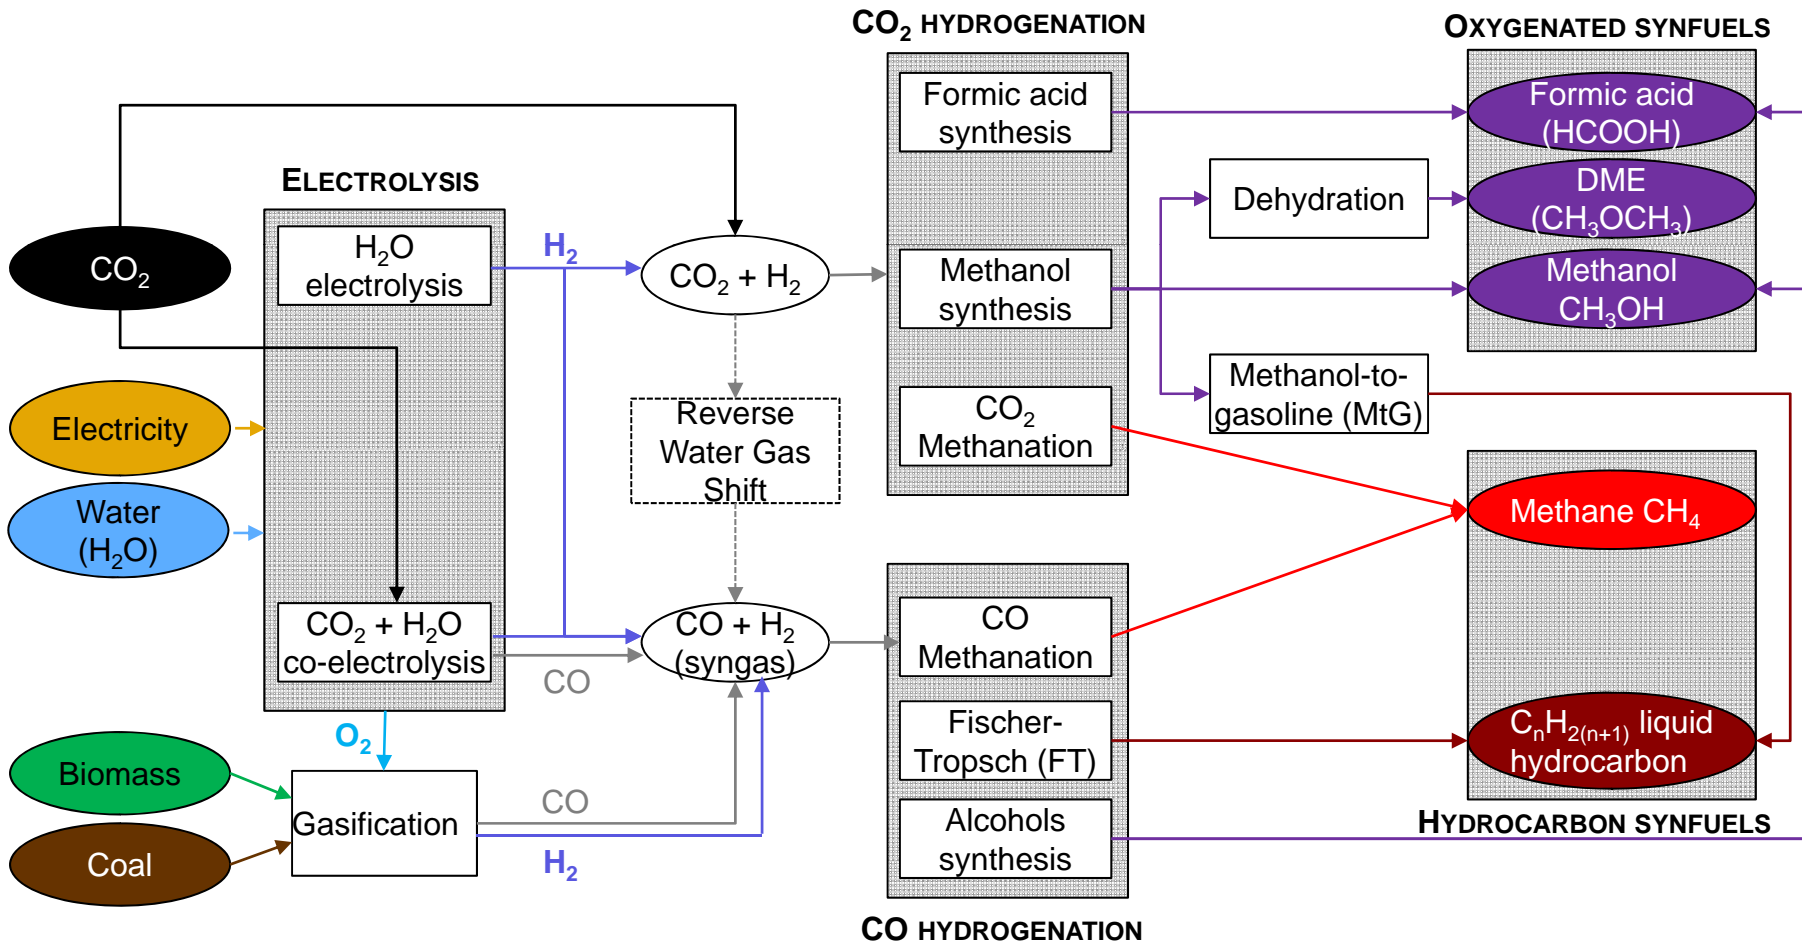 CO₂ HYDROGENATION
OXYGENATED SYNFUELS
Formic acid
synthesis
Formic acid
(HCOOH)
ELECTROLYSIS
Dehydration
DME
(CH₃OCH₃)
CO₂
H₂O
electrolysis
H₂
CO₂ + H₂
Methanol
synthesis
Methanol
CH₃OH
Electricity
Reverse
Water Gas
Shift
CO₂
Methanation
Methanol-to-
gasoline (MtG)
Water
(H₂O)
Methane CH₄
CO₂ + H₂O
co-electrolysis
CO
CO + H₂
(syngas)
CO
Methanation
O₂
Fischer-
Tropsch (FT)
CₙH₂₍ₙ₊₁₎ liquid
hydrocarbon
Biomass
Gasification
CO
H₂
Coal
Alcohols
synthesis
HYDROCARBON SYNFUELS
CO HYDROGENATION